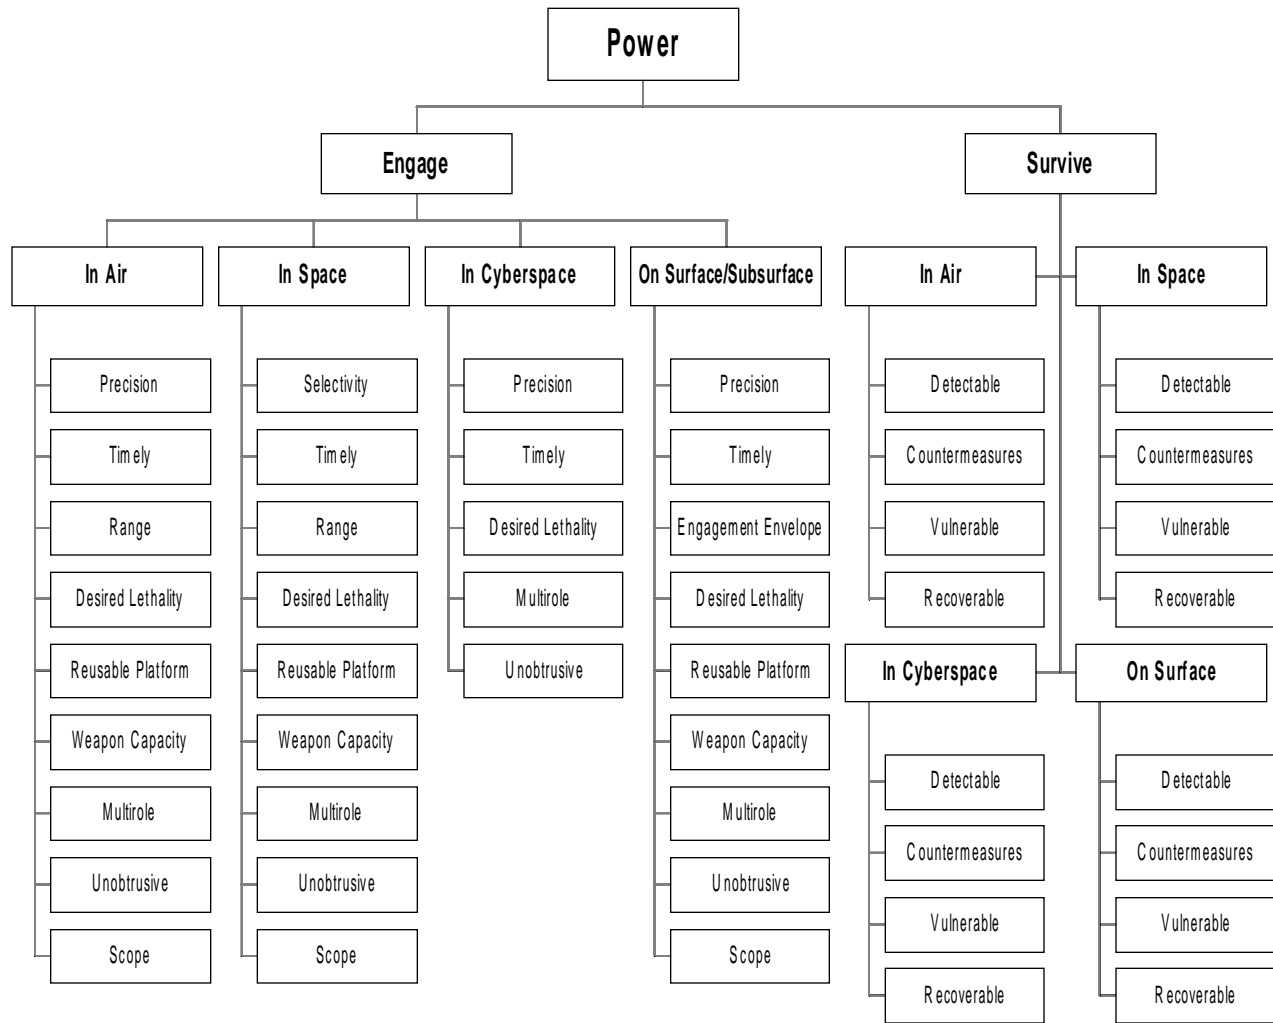 Power
Engage
Survive
In Air
In Space
In Cyberspace
On Surface/Subsurface
In Air
In Space
Precision
Timely
Range
Desired Lethality
Reusable Platform
Weapon Capacity
Multirole
Unobtrusive
Scope
Selectivity
Timely
Range
Desired Lethality
Reusable Platform
Weapon Capacity
Multirole
Unobtrusive
Scope
Precision
Timely
Desired Lethality
Multirole
Unobtrusive
Precision
Timely
Engagement Envelope
Desired Lethality
Reusable Platform
Weapon Capacity
Multirole
Unobtrusive
Scope
Detectable
Countermeasures
Vulnerable
Recoverable
Detectable
Countermeasures
Vulnerable
Recoverable
In Cyberspace
On Surface
Detectable
Countermeasures
Vulnerable
Recoverable
Detectable
Countermeasures
Vulnerable
Recoverable